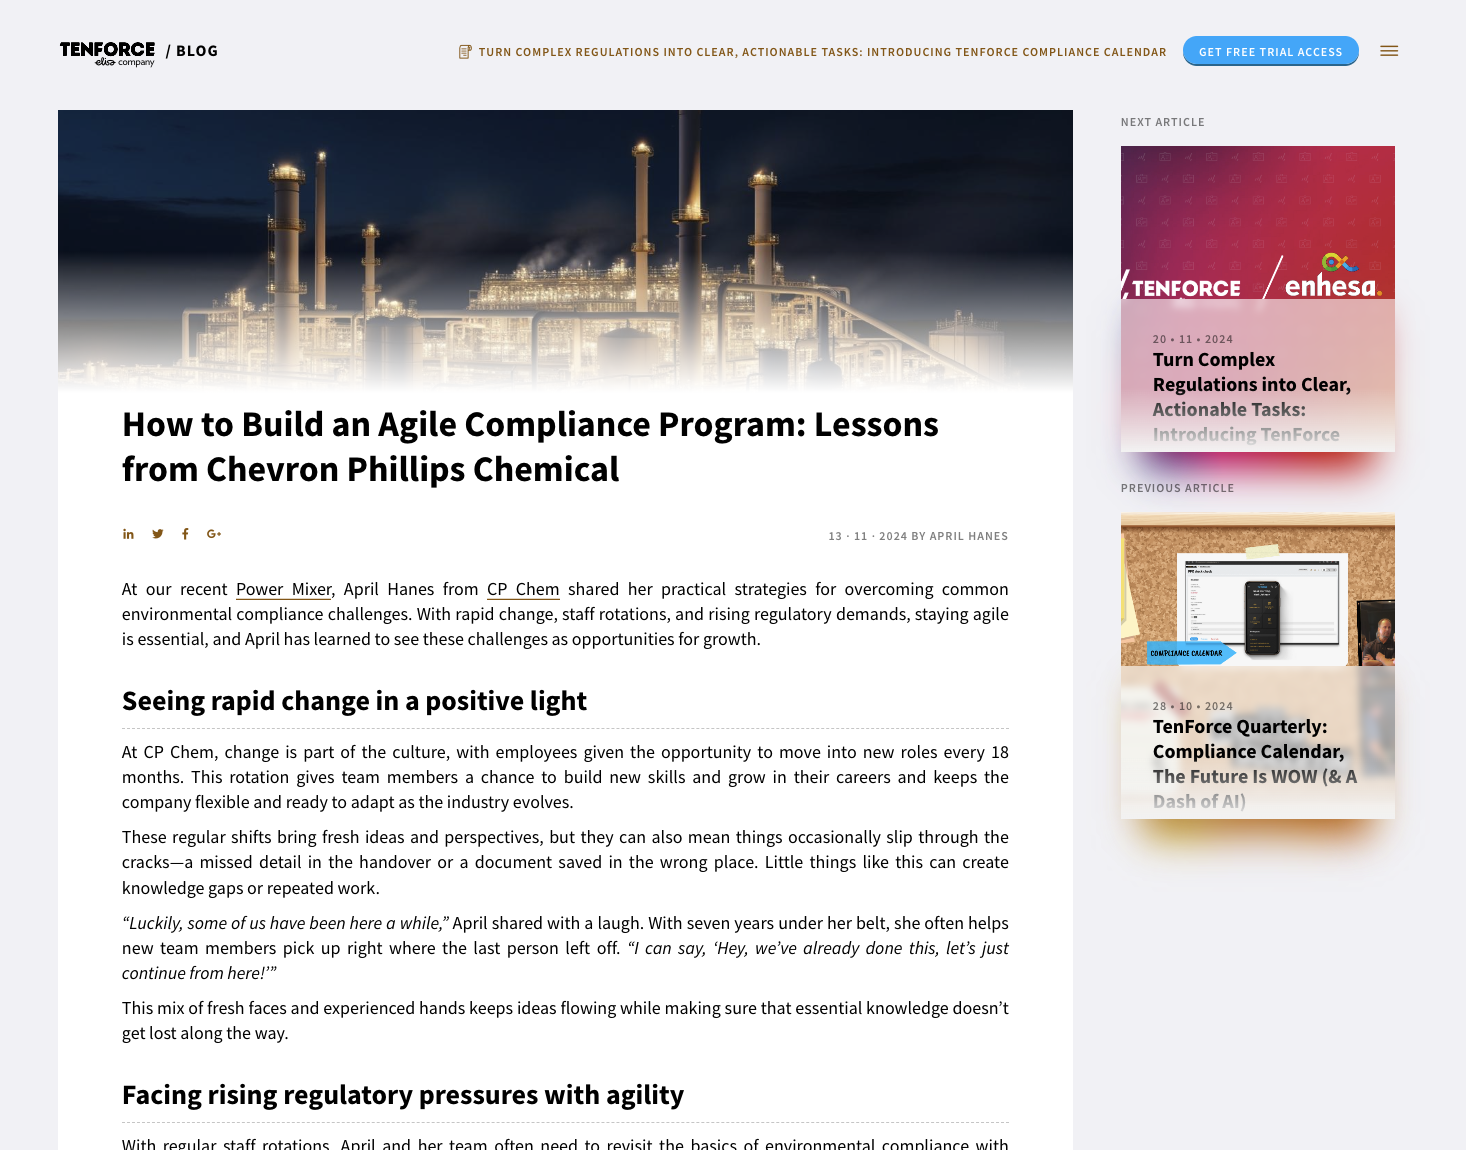 TENFORCE
elisa company
/ BLOG
TURN COMPLEX REGULATIONS INTO CLEAR, ACTIONABLE TASKS: INTRODUCING TENFORCE COMPLIANCE CALENDAR
GET FREE TRIAL ACCESS
How to Build an Agile Compliance Program: Lessons
from Chevron Phillips Chemical
13 · 11 · 2024 BY APRIL HANES
At our recent Power Mixer, April Hanes from CP Chem shared her practical strategies for overcoming common
environmental compliance challenges. With rapid change, staff rotations, and rising regulatory demands, staying agile
is essential, and April has learned to see these challenges as opportunities for growth.
Seeing rapid change in a positive light
At CP Chem, change is part of the culture, with employees given the opportunity to move into new roles every 18
months. This rotation gives team members a chance to build new skills and grow in their careers and keeps the
company flexible and ready to adapt as the industry evolves.
These regular shifts bring fresh ideas and perspectives, but they can also mean things occasionally slip through the
cracks—a missed detail in the handover or a document saved in the wrong place. Little things like this can create
knowledge gaps or repeated work.
“Luckily, some of us have been here a while,” April shared with a laugh. With seven years under her belt, she often helps
new team members pick up right where the last person left off. “I can say, ‘Hey, we’ve already done this, let’s just
continue from here!’”
This mix of fresh faces and experienced hands keeps ideas flowing while making sure that essential knowledge doesn’t
get lost along the way.
Facing rising regulatory pressures with agility
With regular staff rotations, April and her team often need to revisit the basics of environmental compliance with
NEXT ARTICLE
TENFORCE
enhesa.
20 • 11 • 2024
Turn Complex
Regulations into Clear,
Actionable Tasks:
Introducing TenForce
PREVIOUS ARTICLE
COMPLIANCE CALENDAR
28 • 10 • 2024
TenForce Quarterly:
Compliance Calendar,
The Future Is WOW (& A
Dash of AI)